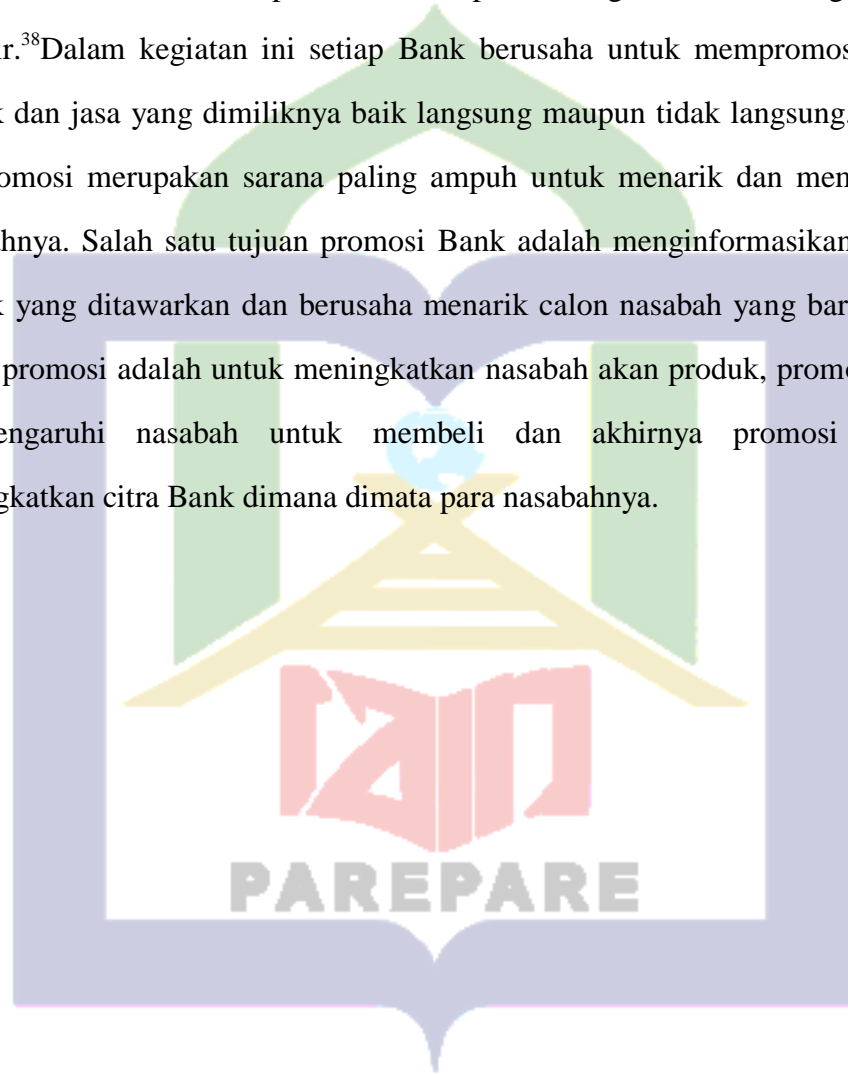 ir.³⁸Dalam kegiatan ini setiap Bank berusaha untuk mempromos
k dan jasa yang dimiliknya baik langsung maupun tidak langsung.
omosi merupakan sarana paling ampuh untuk menarik dan men
ahnya. Salah satu tujuan promosi Bank adalah menginformasikan
k yang ditawarkan dan berusaha menarik calon nasabah yang bar
promosi adalah untuk meningkatkan nasabah akan produk, promo
engaruhi nasabah untuk membeli dan akhirnya promosi
gkatkan citra Bank dimana dimata para nasabahnya.
iain
PAREPARE